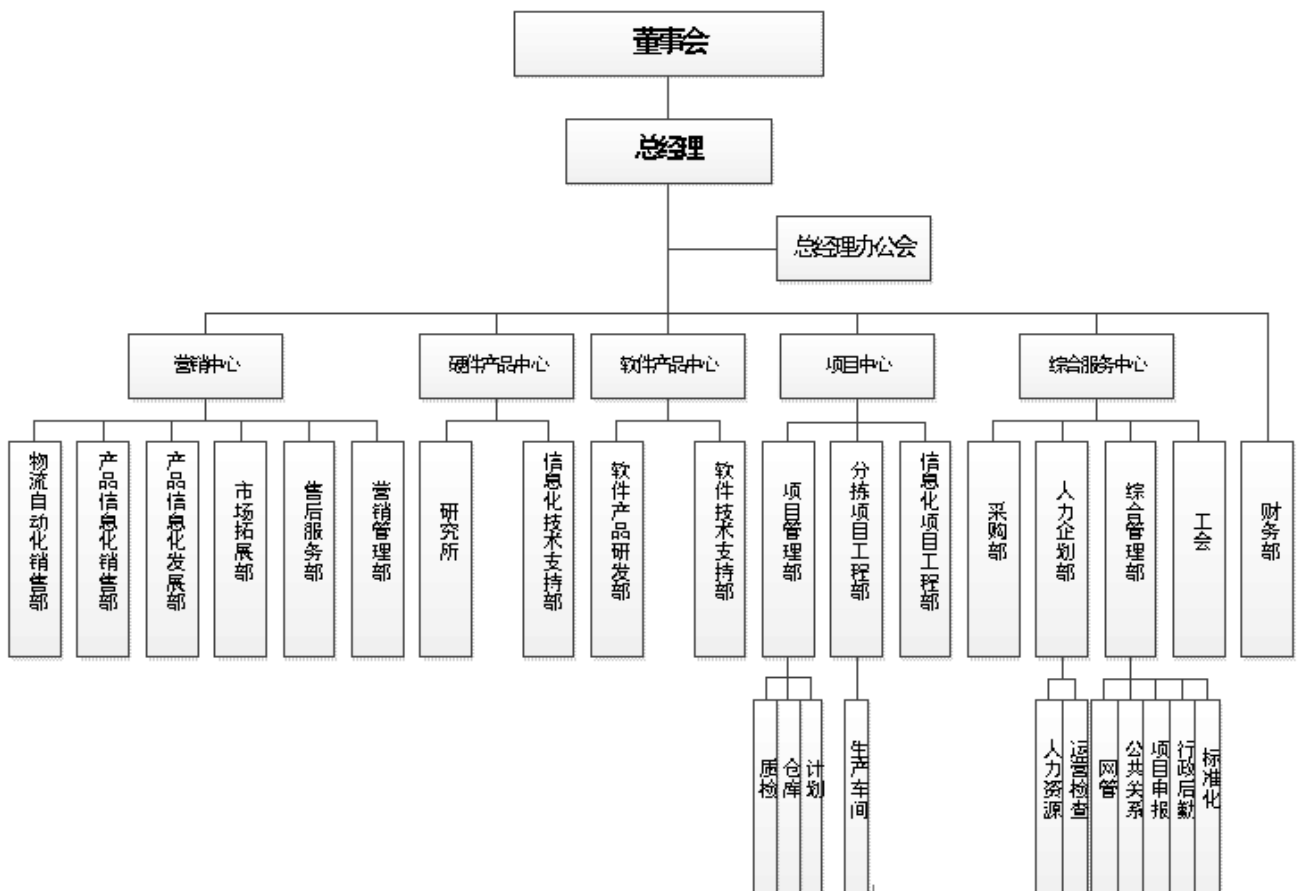 董事会
总经理
总经理办公会
营销中心
硬件产品中心
软件产品中心
项目中心
综合服务中心
物流自动化销售部
产品信息化销售部
产品信息化发展部
市场拓展部
售后服务部
营销管理部
研究所
信息化技术支持部
软件产品研发部
软件技术支持部
项目管理部
分拣项目工程部
信息化项目工程部
采购部
人力企划部
综合管理部
工会
财务部
质检
仓库
计划
生产车间
人力资源
运营检查
网管
公共关系
项目申报
行政后勤
标准化